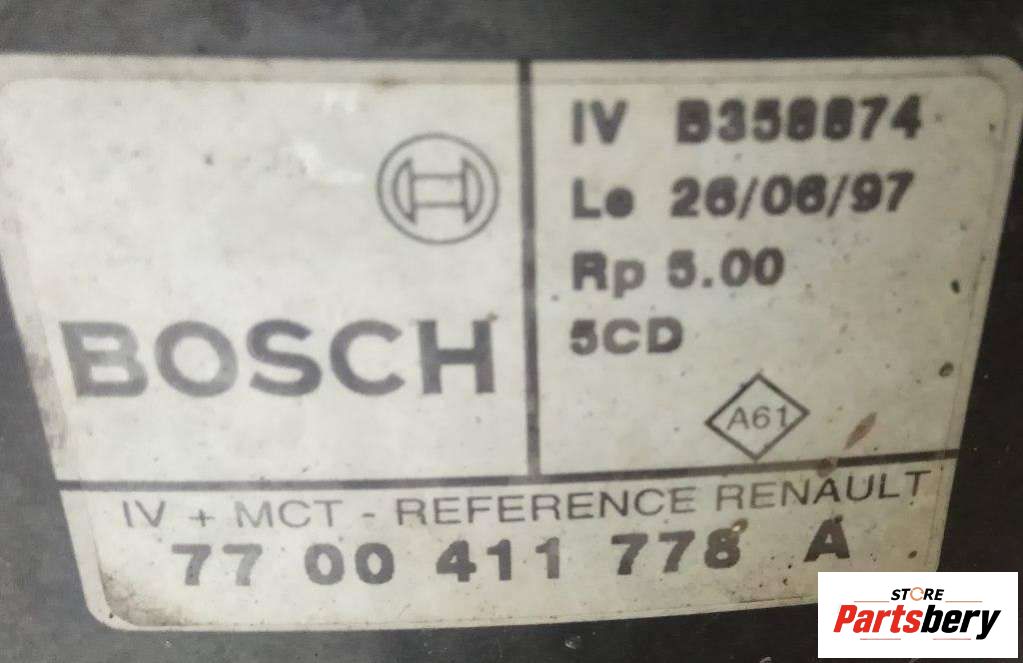 BOSCH
IV B358874
Le 26/06/97
Rp 5.00
5CD
A61
IV + MCT - REFERENCE RENAULT
77 00 411 778 A
STORE
Partsbery